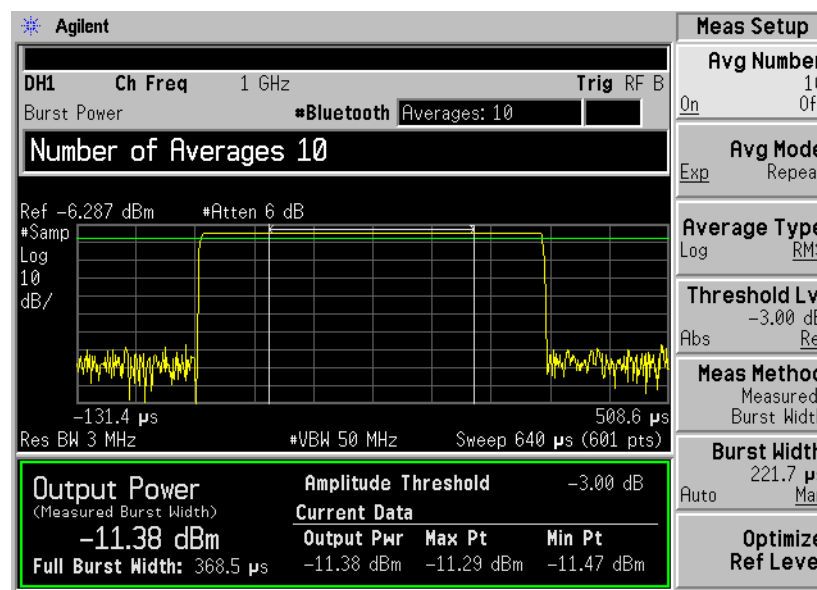 Agilent
Meas Setup
DH1 Ch Freq 1 GHz Trig RF B
Burst Power #Bluetooth Averages: 10
Number of Averages 10
Ref -6.287 dBm #Atten 6 dB
#Samp
Log
10
dB/
-131.4 µs 508.6 µs
Res BW 3 MHz #VBW 50 MHz Sweep 640 µs (601 pts)
Output Power
(Measured Burst Width)
-11.38 dBm
Full Burst Width: 368.5 µs
Amplitude Threshold -3.00 dB
Current Data
Output Pwr Max Pt Min Pt
-11.38 dBm -11.29 dBm -11.47 dBm
Avg Number
10
On Of
Avg Mode
Exp Repea
Average Type
Log RMS
Threshold Lv
-3.00 dB
Abs Re
Meas Method
Measured
Burst Widt
Burst Width
221.7 µ
Auto Ma
Optimize
Ref Level